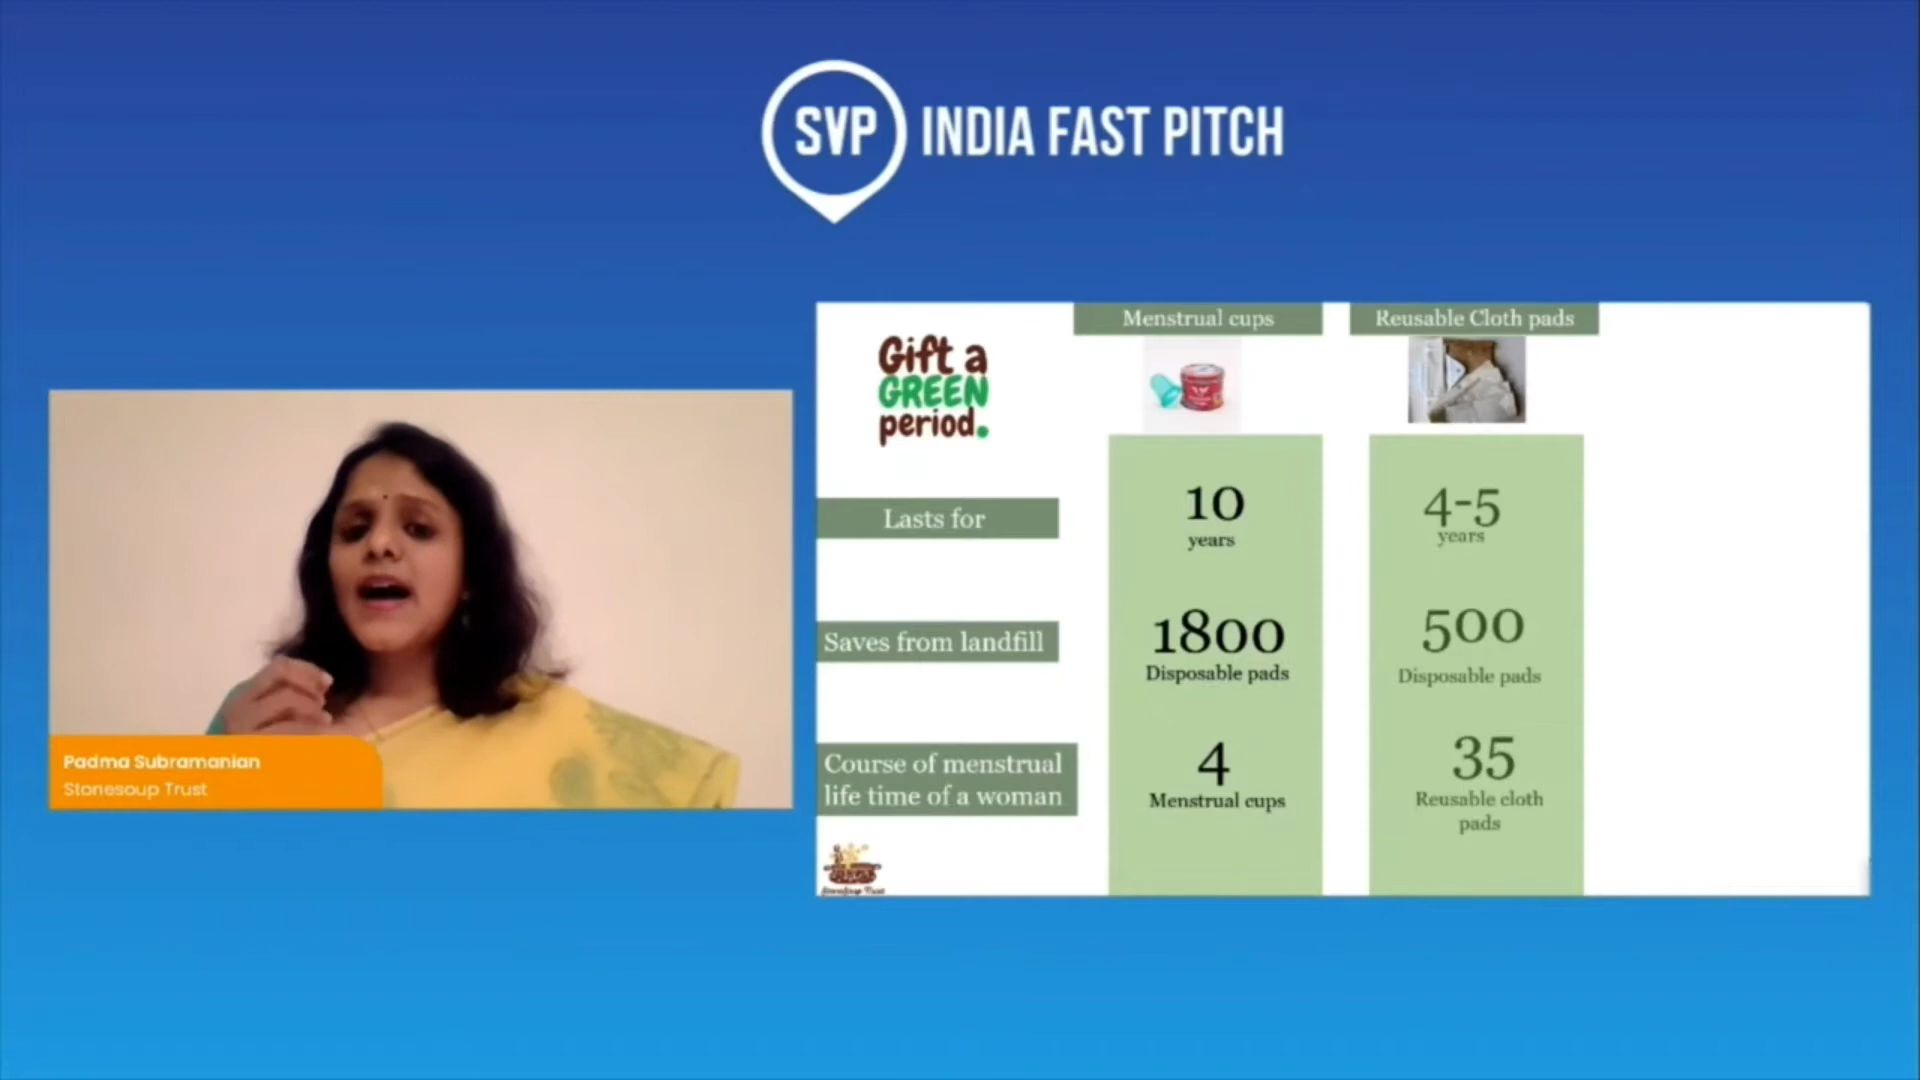 SVP INDIA FAST PITCH
Menstrual cups
Reusable Cloth pads
Gift a
GREEN
period.
Lasts for
10
years
4-5
years
Saves from landfill
1800
Disposable pads
500
Disposable pads
Course of menstrual
life time of a woman
4
Menstrual cups
35
Reusable cloth
pads
StoneSoup Trust
Padma Subramanian
Stonesoup Trust